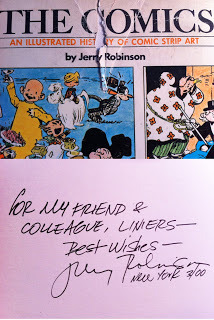 THE COMICS
AN ILLUSTRATED HISTORY OF COMIC STRIP ART
by Jerry Robinson
FOR MY FRIEND &
COLLEAGUE, LINIERS—
Best Wishes—
Jerry Robinson
NEW YORK 3/00